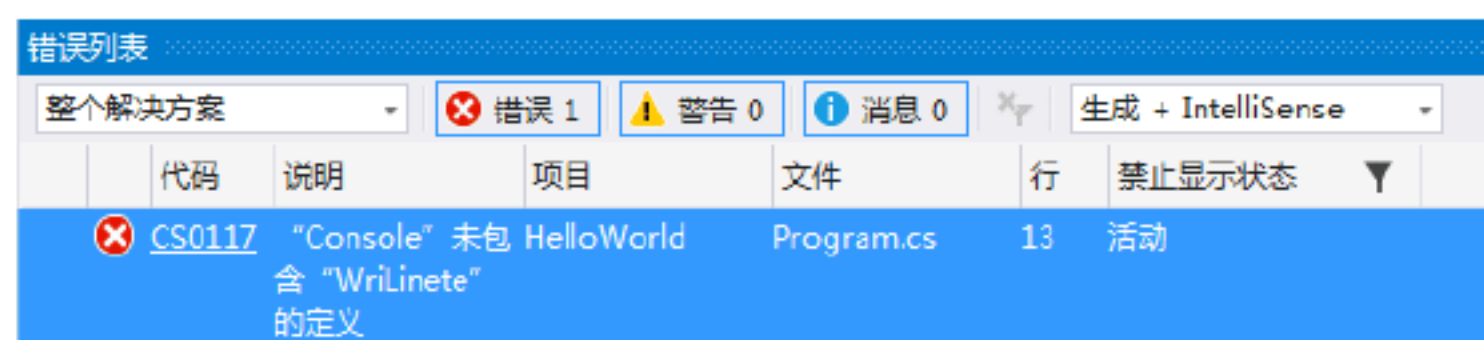 错误列表
整个解决方案 错误 1 警告 0 消息 0 生成 + IntelliSense
代码 说明 项目 文件 行 禁止显示状态
CS0117 “Console”未包 HelloWorld Program.cs 13 活动
含“WriLinete”
的定义